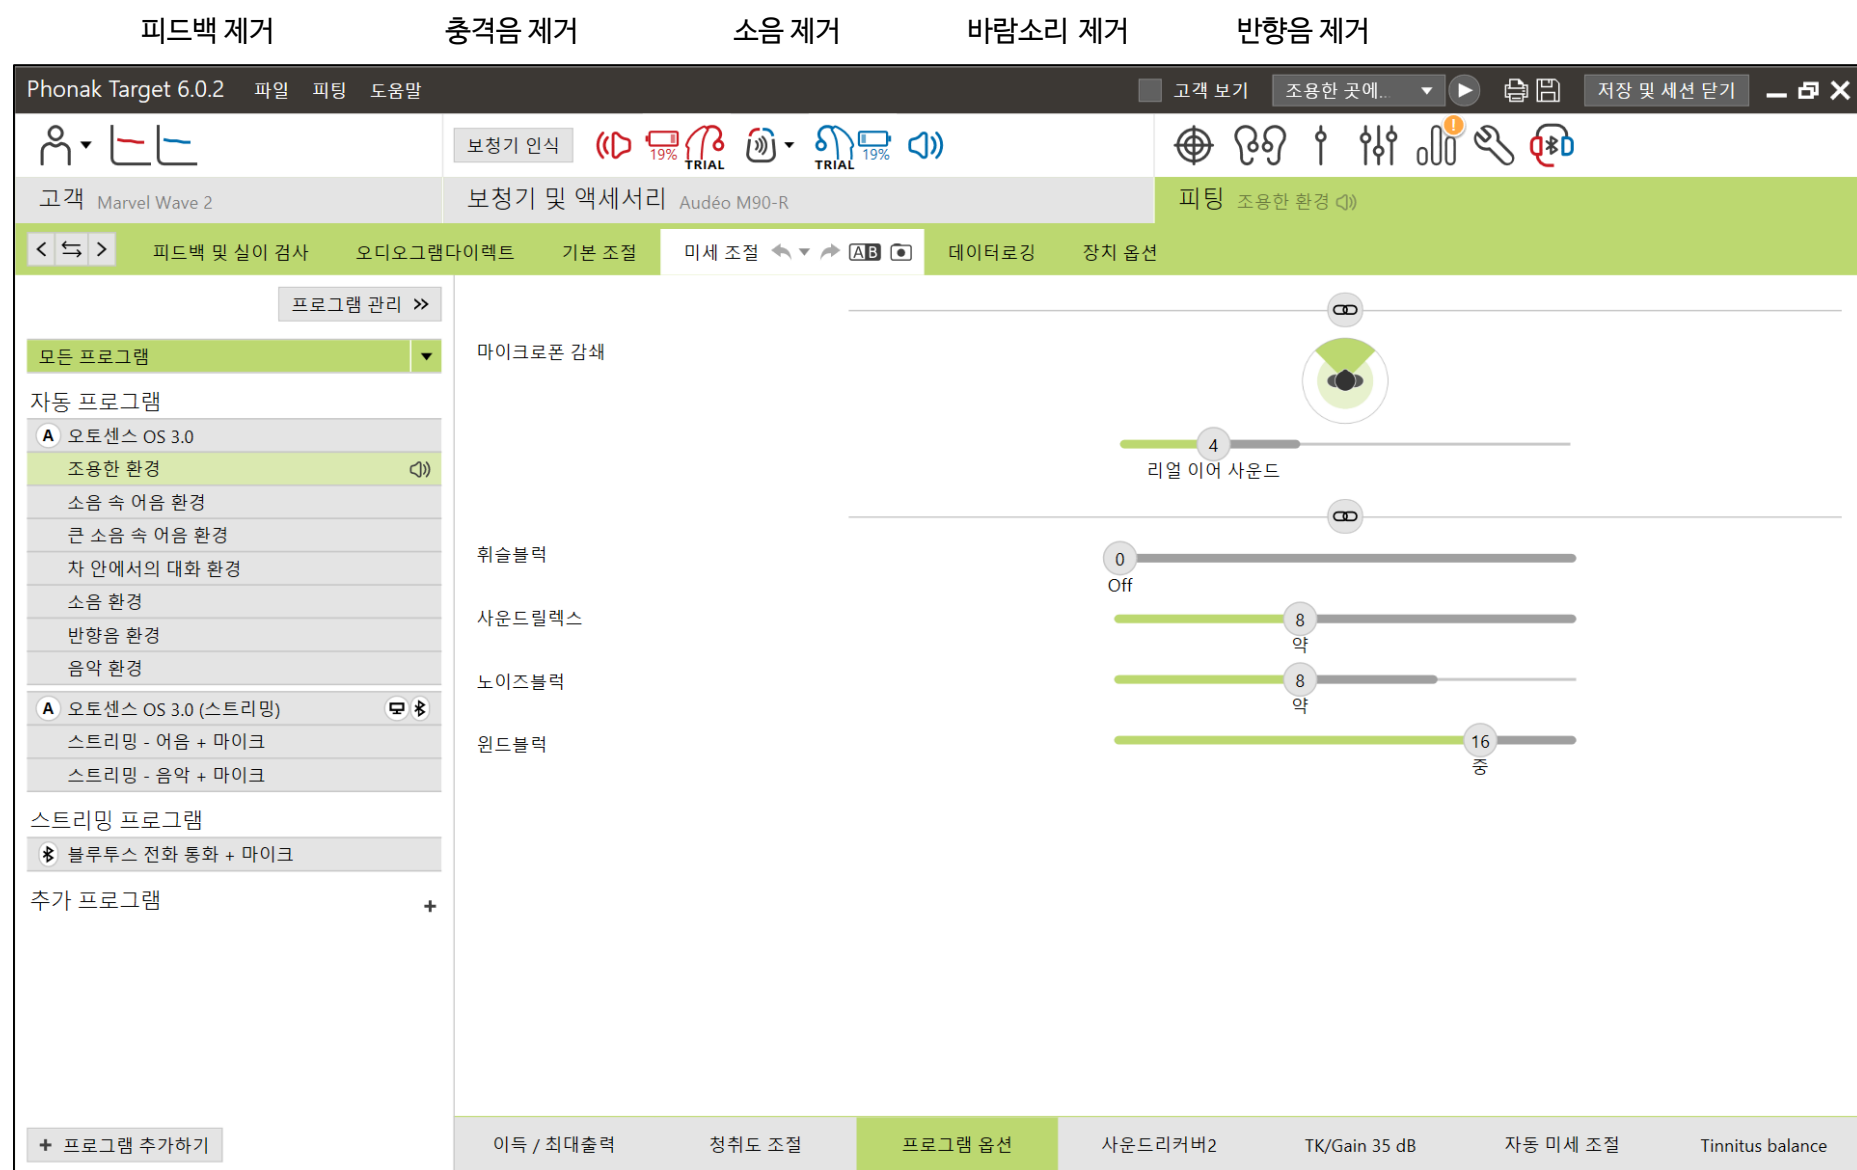 피드백 제거 충격음 제거 소음 제거 바람소리 제거 반향음 제거
Phonak Target 6.0.2 파일 피팅 도움말 고객 보기 조용한 곳에... 저장 및 세션 닫기
보청기 인식 19% TRIAL TRIAL 19%
고객 Marvel Wave 2 보청기 및 액세서리 Audéo M90-R 피팅 조용한 환경
피드백 및 실이 검사 오디오그램다이렉트 기본 조절 미세 조절 AB 데이터로깅 장치 옵션
프로그램 관리
모든 프로그램
자동 프로그램
A 오토센스 OS 3.0
조용한 환경
소음 속 어음 환경
큰 소음 속 어음 환경
차 안에서의 대화 환경
소음 환경
반향음 환경
음악 환경
A 오토센스 OS 3.0 (스트리밍)
스트리밍 - 어음 + 마이크
스트리밍 - 음악 + 마이크
스트리밍 프로그램
블루투스 전화 통화 + 마이크
추가 프로그램 +
+ 프로그램 추가하기
마이크로폰 감쇄
4
리얼 이어 사운드
휘슬블럭 0
Off
사운드릴렉스 8
약
노이즈블럭 8
약
윈드블럭 16
중
이득 / 최대출력 청취도 조절 프로그램 옵션 사운드리커버2 TK/Gain 35 dB 자동 미세 조절 Tinnitus balance